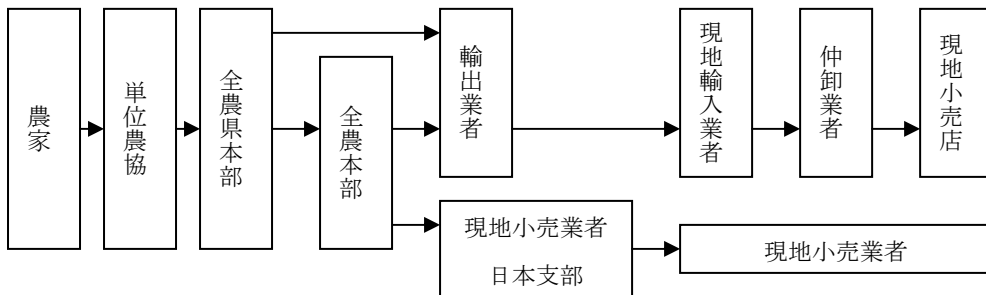 農家
単位農協
全農県本部
全農本部
輸出業者
現地輸入業者
仲卸業者
現地小売店
現地小売業者
日本支部
現地小売業者